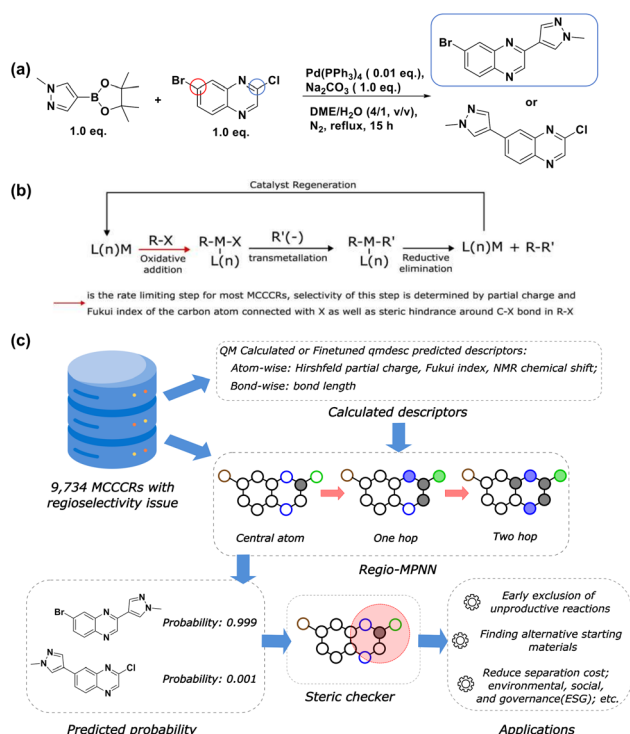 (a)
N
N
B
O
O
1.0 eq.
+
Br
N
N
Cl
1.0 eq.
Pd(PPh3)4 ( 0.01 eq.),
Na2CO3 ( 1.0 eq.)
DME/H2O (4/1, v/v),
N2, reflux, 15 h
Br
N
N
N
N
or
N
N
N
N
Cl
(b)
Catalyst Regeneration
L(n)M
R-X
Oxidative
addition
R-M-X
L(n)
R'(-)
transmetallation
R-M-R'
L(n)
Reductive
elimination
L(n)M + R-R'
is the rate limiting step for most MCCCRs, selectivity of this step is determined by partial charge and
Fukui index of the carbon atom connected with X as well as steric hindrance around C-X bond in R-X
(c)
QM Calculated or Finetuned qmdesc predicted descriptors:
Atom-wise: Hirshfeld partial charge, Fukui index, NMR chemical shift;
Bond-wise: bond length
Calculated descriptors
9,734 MCCCRs with
regioselectivity issue
Central atom
One hop
Two hop
Regio-MPNN
Br
N
N
N
N
Probability: 0.999
N
N
N
N
Cl
Probability: 0.001
Predicted probability
Steric checker
Early exclusion of
unproductive reactions
Finding alternative starting
materials
Reduce separation cost;
environmental, social,
and governance(ESG); etc.
Applications